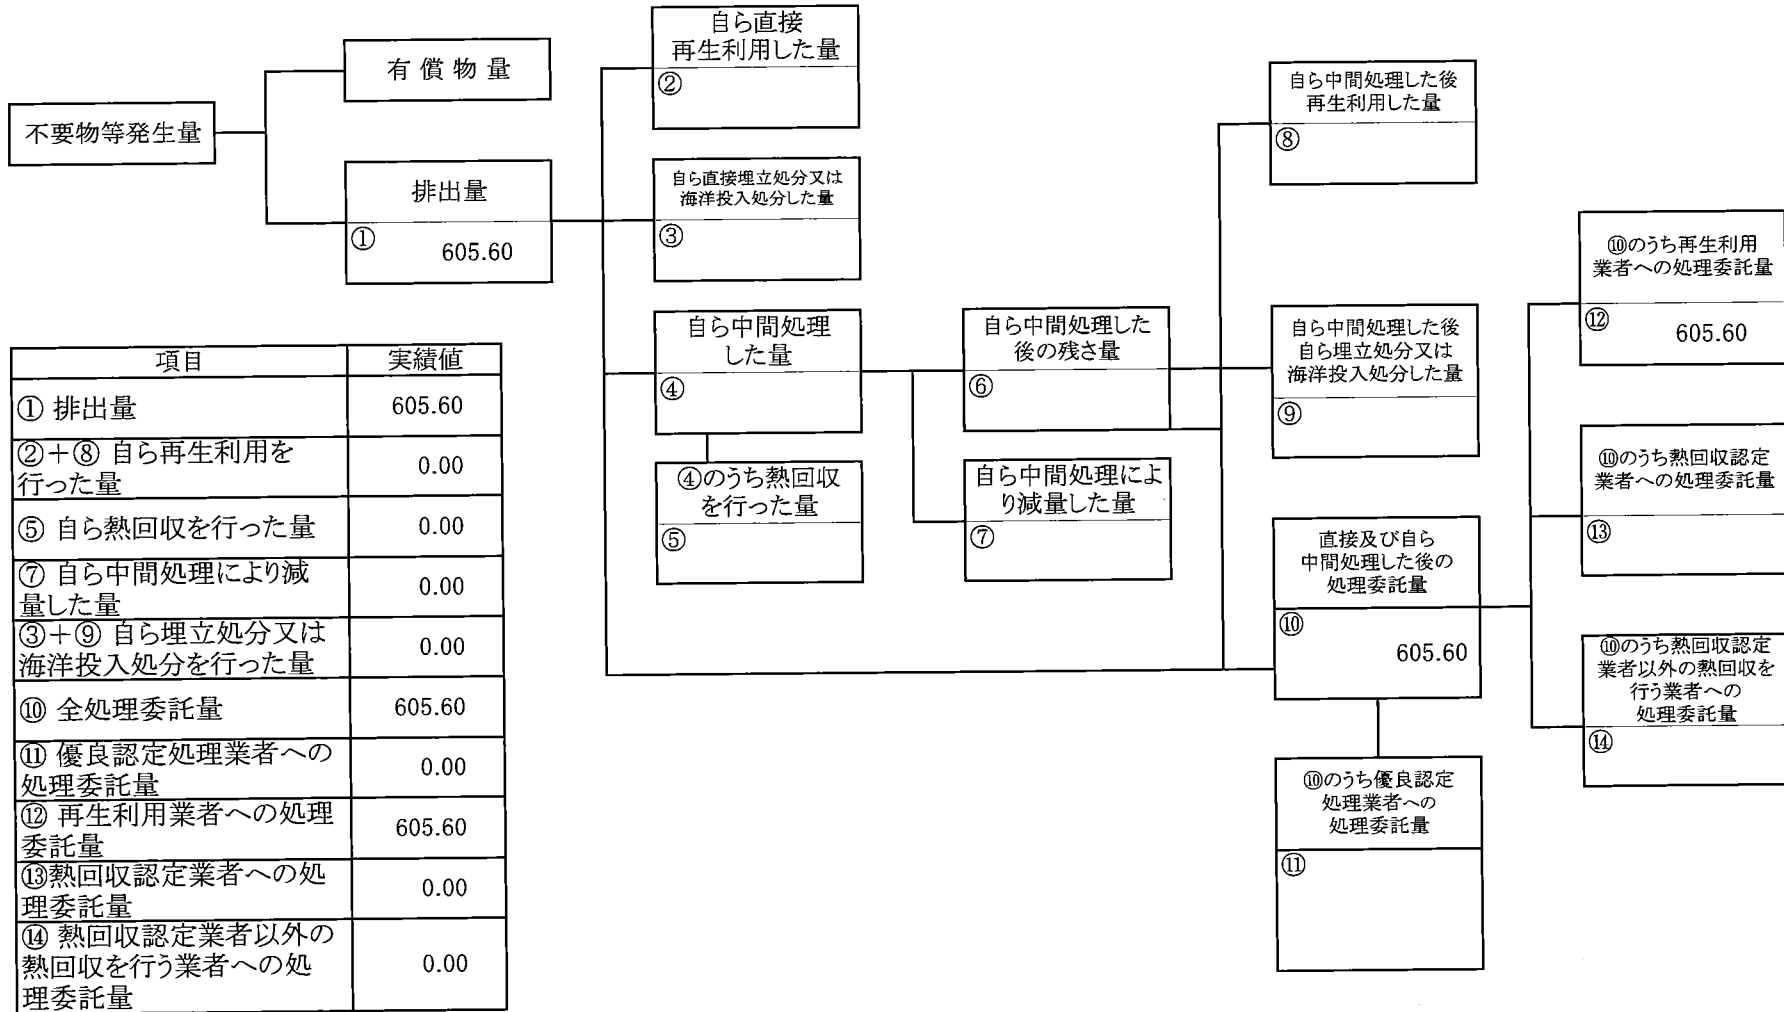 不要物等発生量
有償物量
排出量
①
605.60
自ら直接
再生利用した量
②
自ら直接埋立処分又は
海洋投入処分した量
③
自ら中間処理
した量
④
④のうち熱回収
を行った量
⑤
自ら中間処理した
後の残さ量
⑥
自ら中間処理によ
り減量した量
⑦
自ら中間処理した後
再生利用した量
⑧
自ら中間処理した後
自ら埋立処分又は
海洋投入処分した量
⑨
直接及び自ら
中間処理した後の
処理委託量
⑩
605.60
⑩のうち優良認定
処理業者への
処理委託量
⑪
⑩のうち再生利用
業者への処理委託量
⑫
605.60
⑩のうち熱回収認定
業者への処理委託量
⑬
⑩のうち熱回収認定
業者以外の熱回収を
行う業者への
処理委託量
⑭
項目 実績値
① 排出量 605.60
②+⑧ 自ら再生利用を
行った量 0.00
⑤ 自ら熱回収を行った量 0.00
⑦ 自ら中間処理により減
量した量 0.00
③+⑨ 自ら埋立処分又は
海洋投入処分を行った量 0.00
⑩ 全処理委託量 605.60
⑪ 優良認定処理業者への
処理委託量 0.00
⑫ 再生利用業者への処理
委託量 605.60
⑬熱回収認定業者への処
理委託量 0.00
⑭ 熱回収認定業者以外の
熱回収を行う業者への処
理委託量 0.00